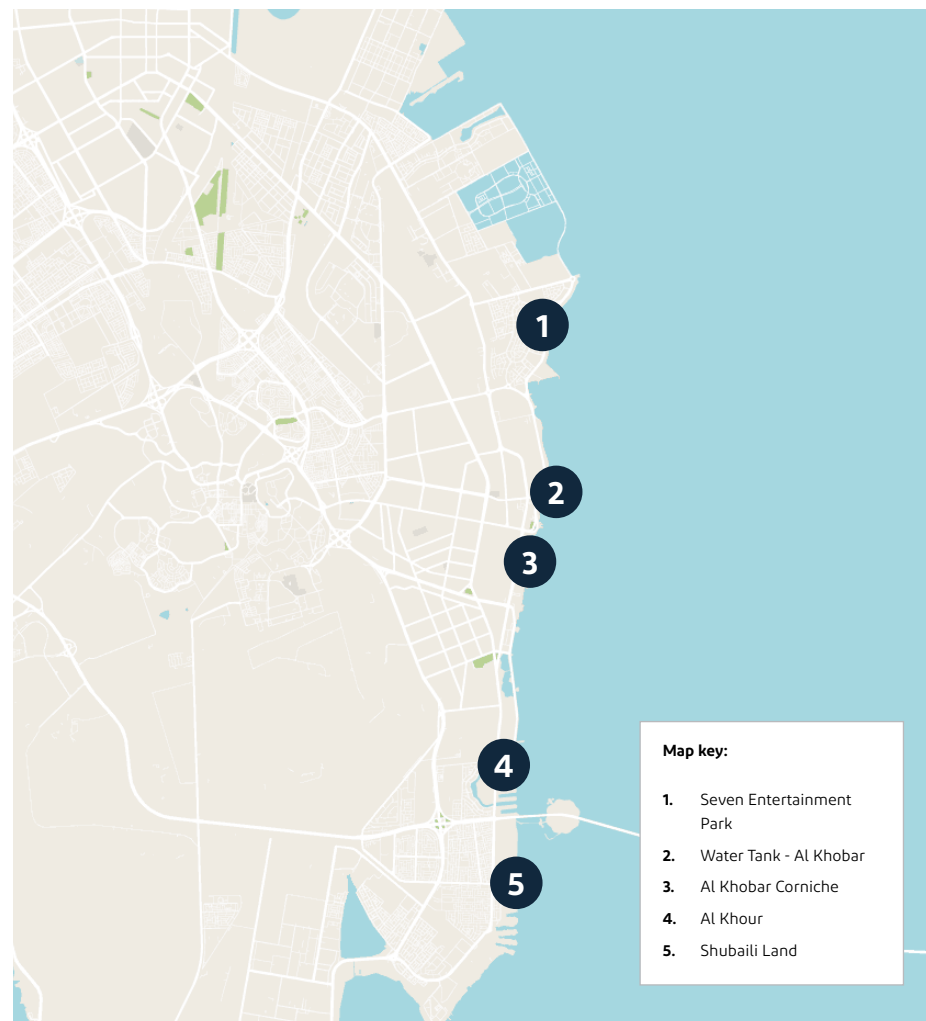 1
2
3
4
5
Map key:
1. Seven Entertainment
Park
2. Water Tank - Al Khobar
3. Al Khobar Corniche
4. Al Khour
5. Shubaili Land